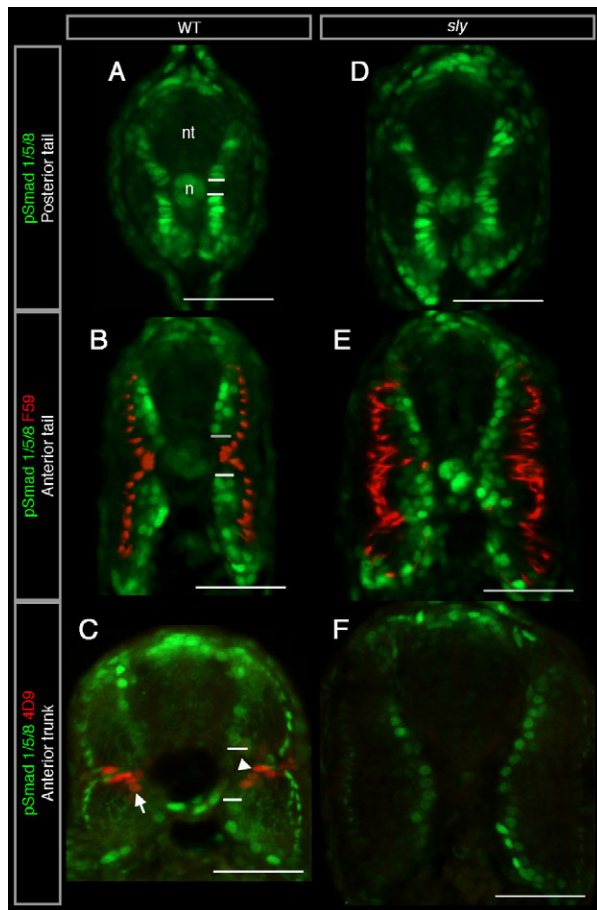 WT
sly
pSmad 1/5/8
Posterior tail
A
nt
n
D
pSmad 1/5/8 F59
Anterior tail
B
E
pSmad 1/5/8 4D9
Anterior trunk
C
F